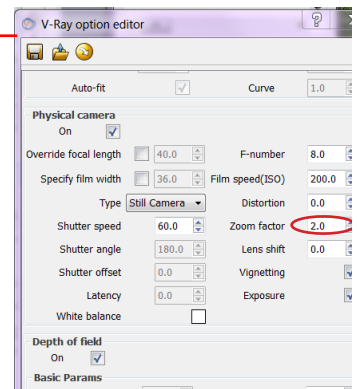 V-Ray option editor
Auto-fit Curve 1.0
Physical camera
On
Override focal length 40.0 F-number 8.0
Specify film width 36.0 Film speed(ISO) 200.0
Type Still Camera Distortion 0.0
Shutter speed 60.0 Zoom factor 2.0
Shutter angle 180.0 Lens shift 0.0
Shutter offset 0.0 Vignetting
Latency 0.0 Exposure
White balance
Depth of field
On
Basic Params